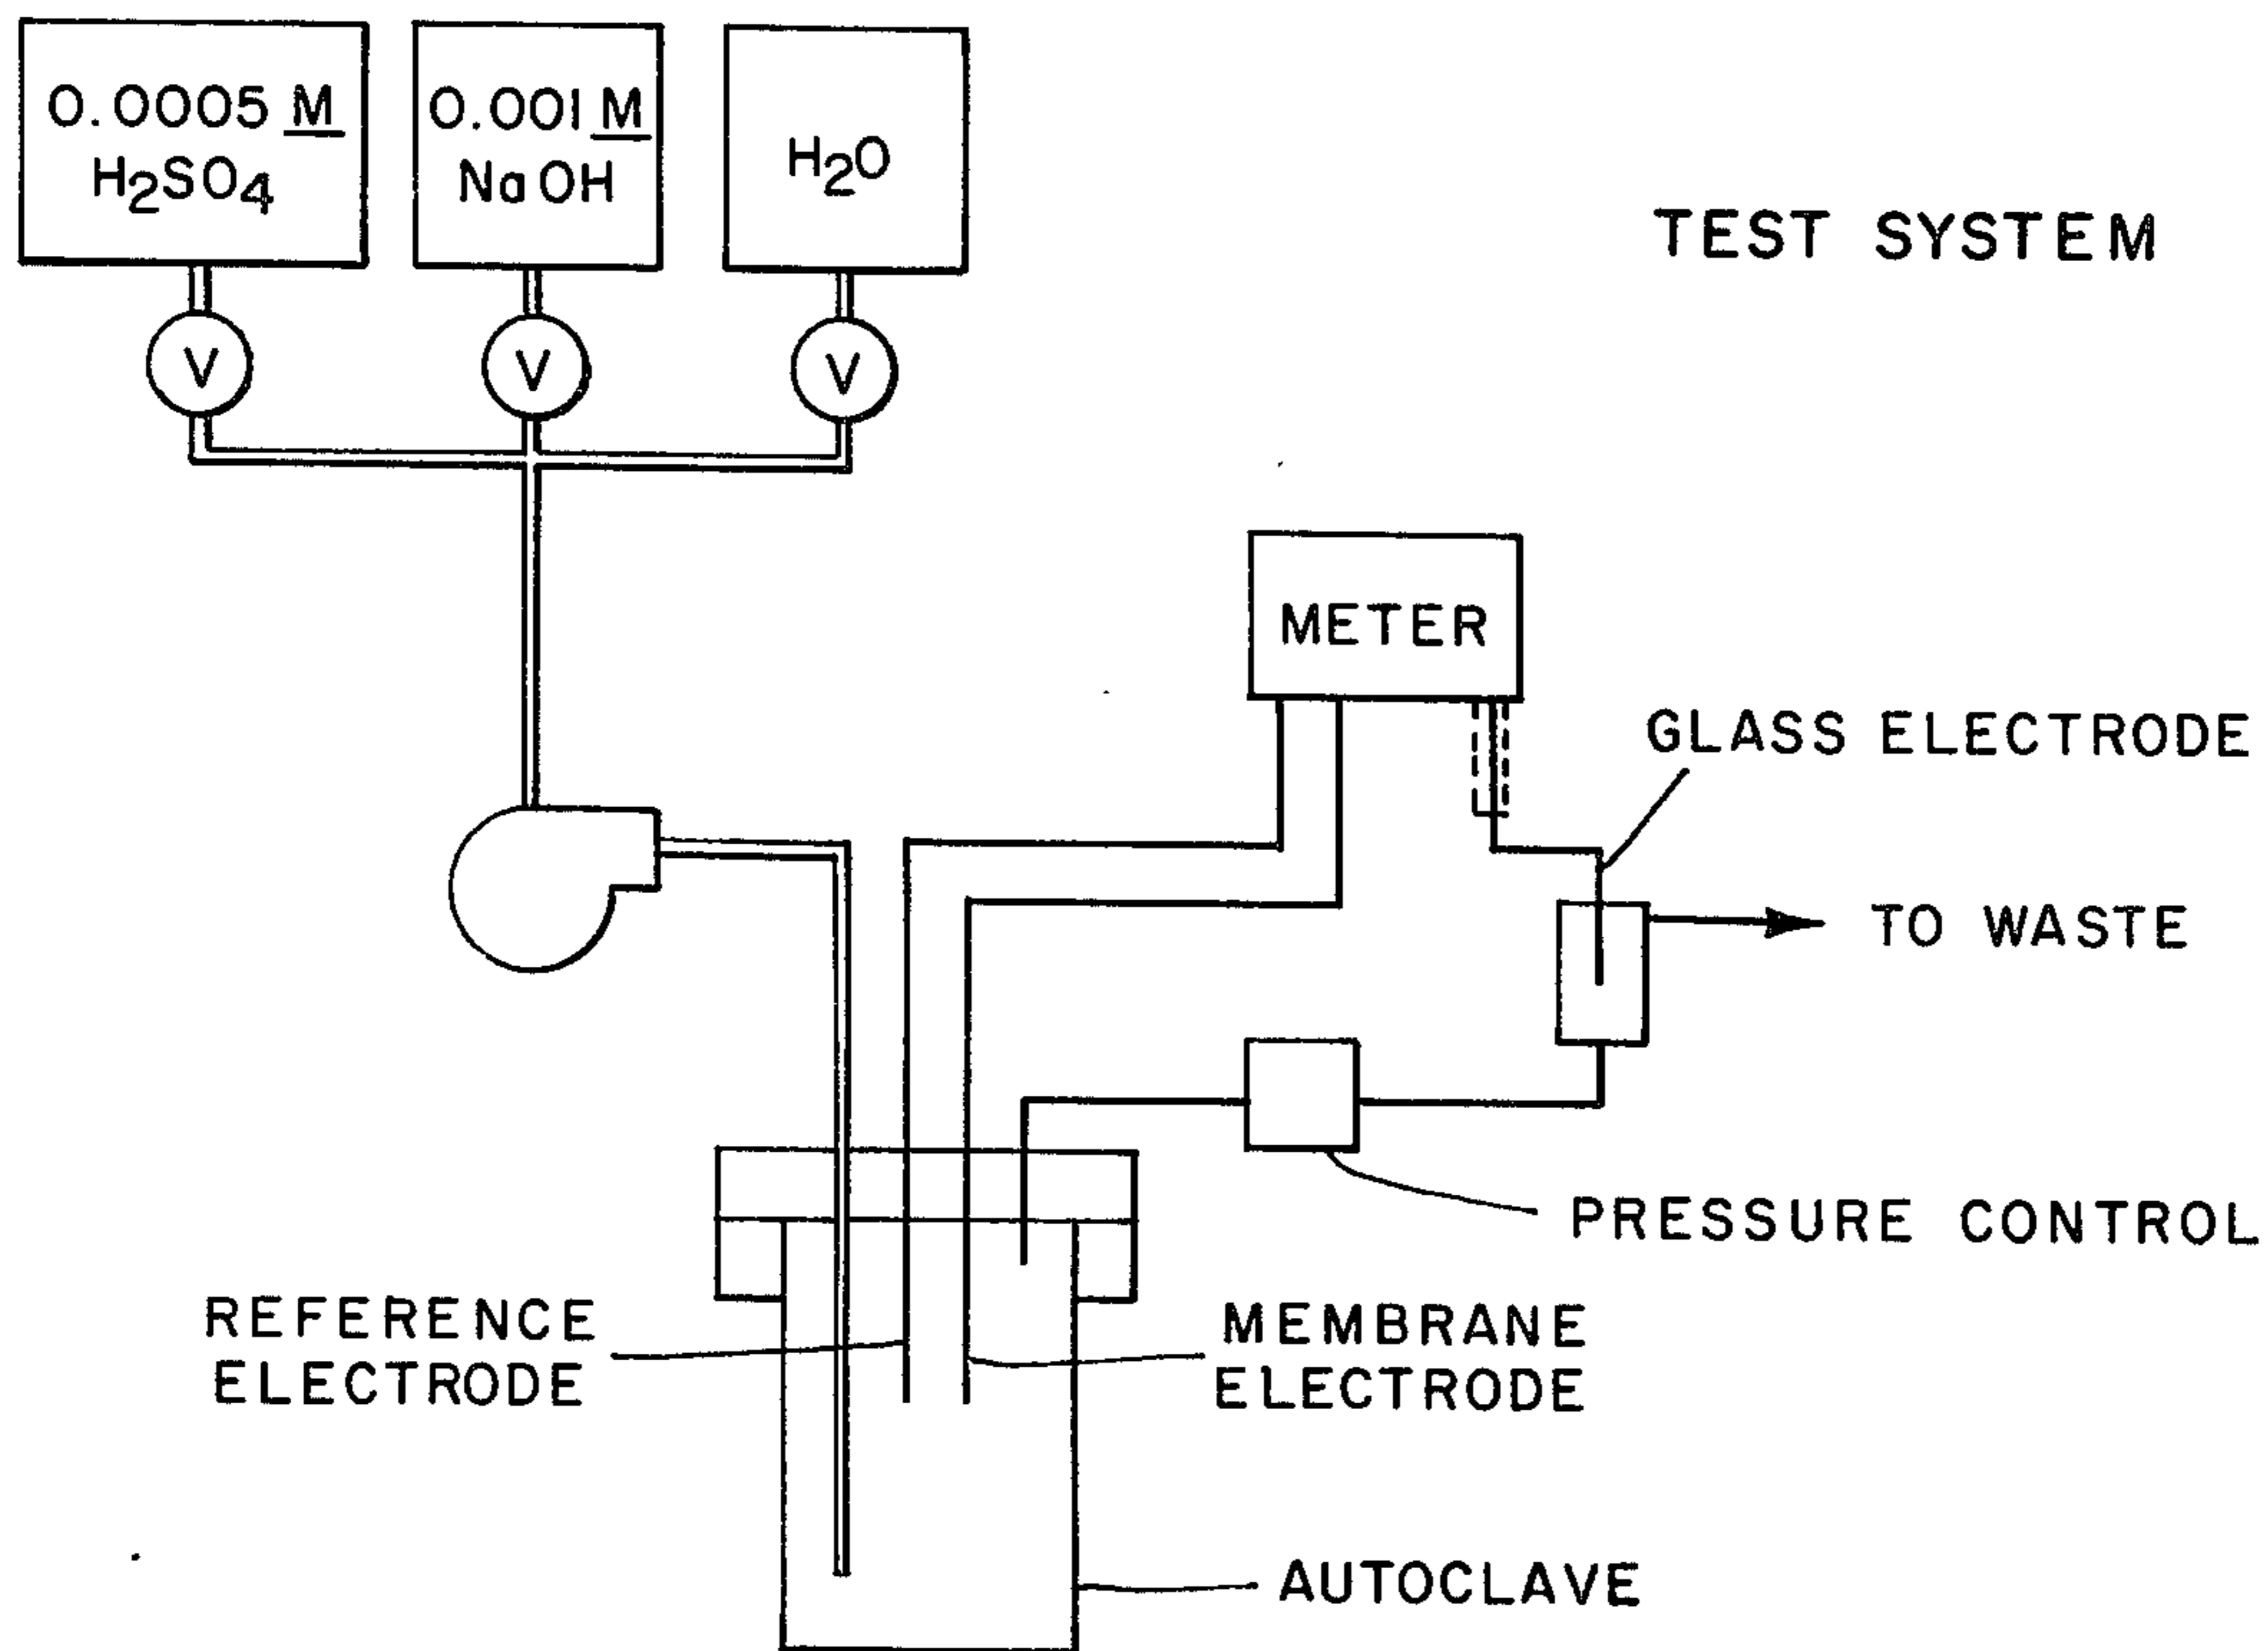 0.0005 M
H2SO4
0.001 M
NaOH
H2O
TEST SYSTEM
V
V
V
METER
GLASS ELECTRODE
TO WASTE
PRESSURE CONTROL
REFERENCE
ELECTRODE
MEMBRANE
ELECTRODE
AUTOCLAVE